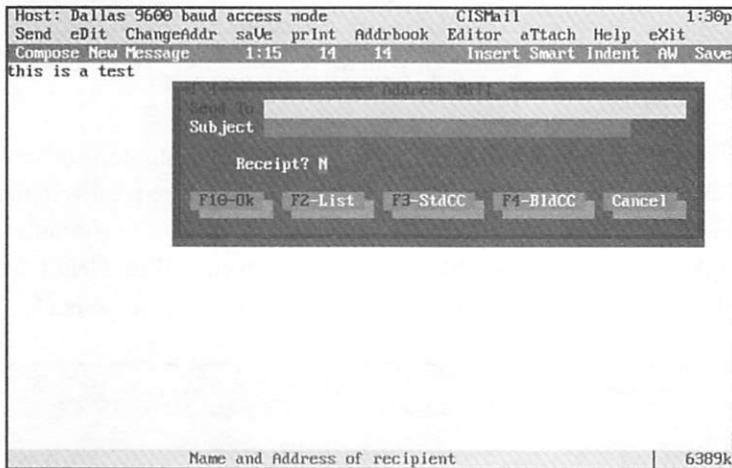 Host: Dallas 9600 baud access node CISMail 1:30p
Send eDit ChangeAddr saVe prInt Addrbook Editor aTtach Help eXit
Compose New Message 1:15 14 14 Insert Smart Indent AW Save
this is a test
Address Mail
Send To
Subject
Receipt? N
F10-Ok F2-List F3-StdCC F4-BldCC Cancel
Name and Address of recipient 6389k